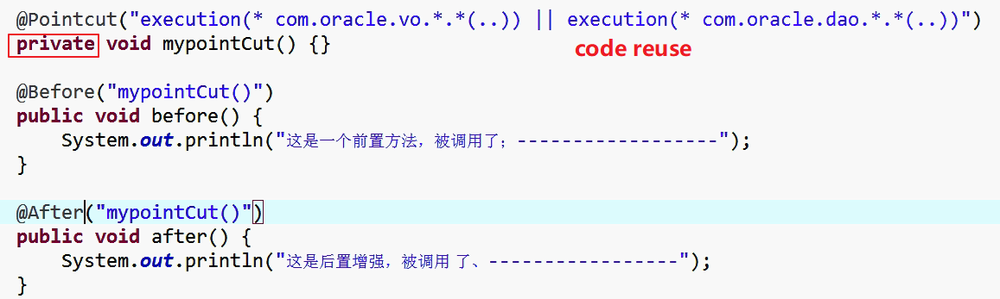 @Pointcut("execution(* com.oracle.vo.*.*(..)) || execution(* com.oracle.dao.*.*(..))")
private void mypointCut() {}
code reuse
@Before("mypointCut()")
public void before() {
System.out.println("这是一个前置方法，被调用了；------------------");
}
@After("mypointCut()")
public void after() {
System.out.println("这是后置增强，被调用 了、-----------------");
}